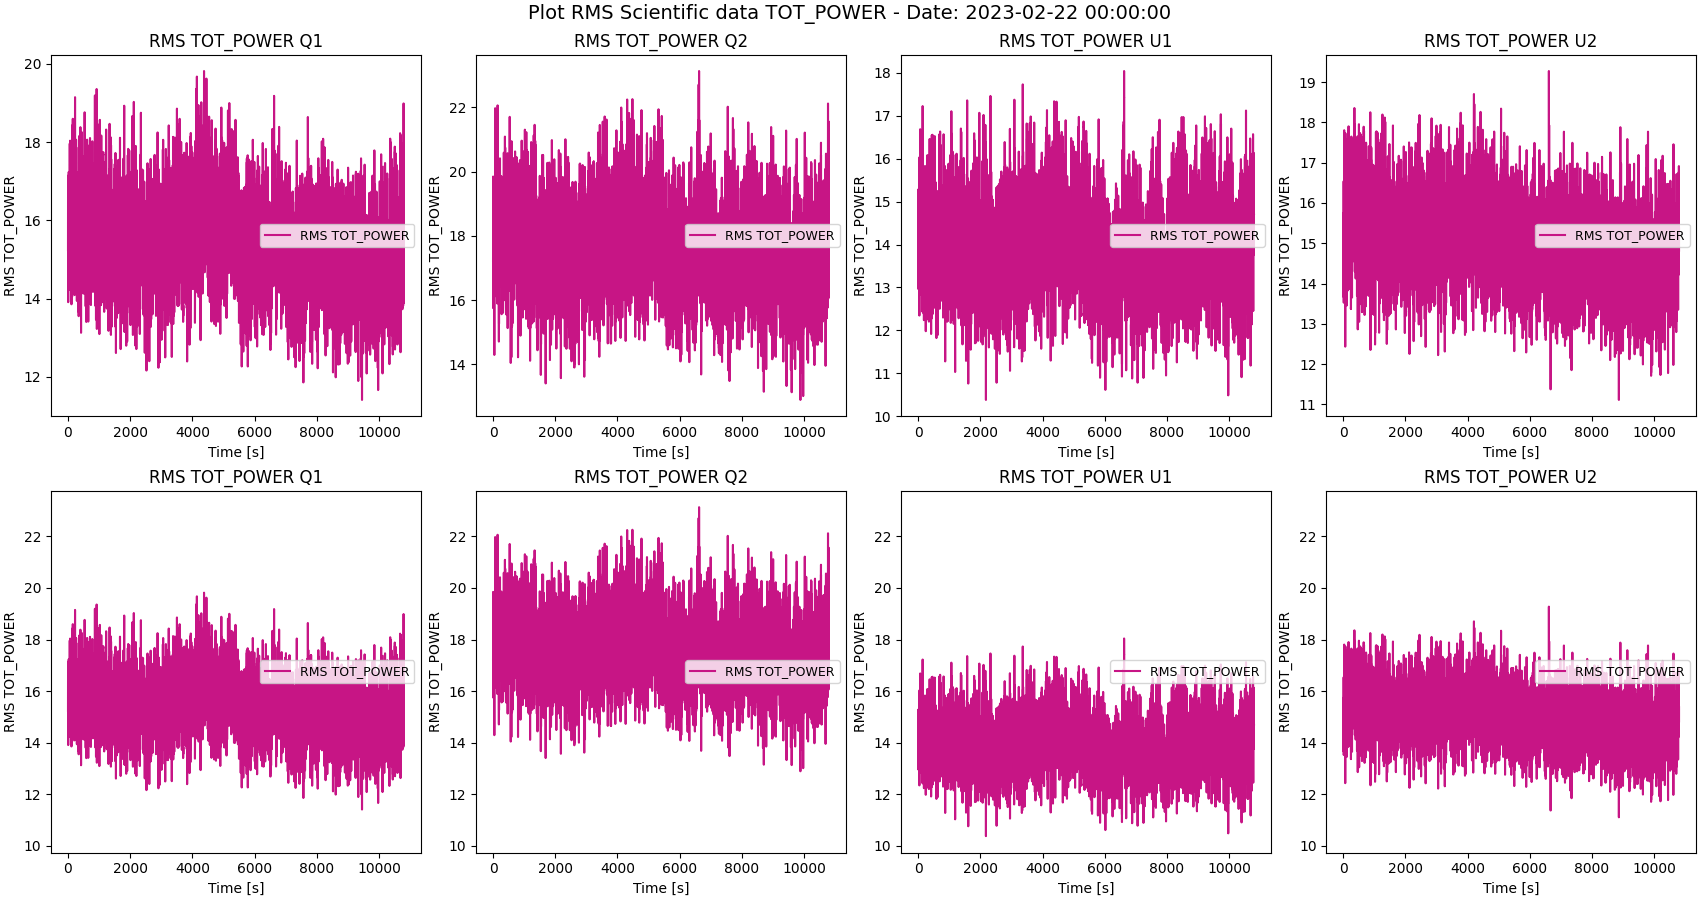 Plot RMS Scientific data TOT_POWER - Date: 2023-02-22 00:00:00
RMS TOT_POWER Q1
RMS TOT_POWER
20
18
16
14
12
0 2000 4000 6000 8000 10000
Time [s]
RMS TOT_POWER
RMS TOT_POWER Q2
RMS TOT_POWER
22
20
18
16
14
0 2000 4000 6000 8000 10000
Time [s]
RMS TOT_POWER
RMS TOT_POWER U1
RMS TOT_POWER
18
17
16
15
14
13
12
11
10
0 2000 4000 6000 8000 10000
Time [s]
RMS TOT_POWER
RMS TOT_POWER U2
RMS TOT_POWER
19
18
17
16
15
14
13
12
11
0 2000 4000 6000 8000 10000
Time [s]
RMS TOT_POWER
RMS TOT_POWER Q1
RMS TOT_POWER
22
20
18
16
14
12
10
0 2000 4000 6000 8000 10000
Time [s]
RMS TOT_POWER
RMS TOT_POWER Q2
RMS TOT_POWER
22
20
18
16
14
12
10
0 2000 4000 6000 8000 10000
Time [s]
RMS TOT_POWER
RMS TOT_POWER U1
RMS TOT_POWER
22
20
18
16
14
12
10
0 2000 4000 6000 8000 10000
Time [s]
RMS TOT_POWER
RMS TOT_POWER U2
RMS TOT_POWER
22
20
18
16
14
12
10
0 2000 4000 6000 8000 10000
Time [s]
RMS TOT_POWER